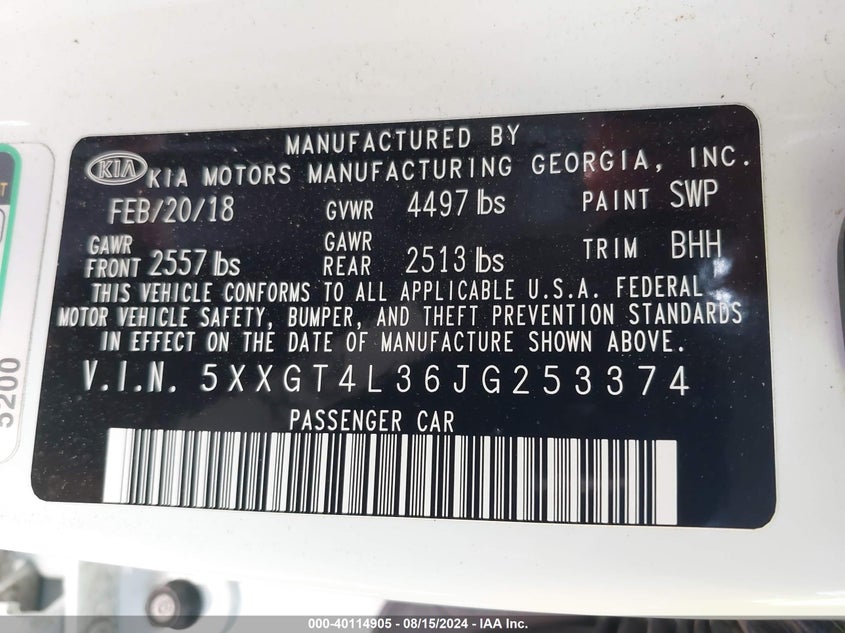 MANUFACTURED BY
KIA KIA MOTORS MANUFACTURING GEORGIA, INC.
FEB/20/18 GVWR 4497 lbs PAINT SWP
GAWR FRONT 2557 lbs GAWR REAR 2513 lbs TRIM BHH
THIS VEHICLE CONFORMS TO ALL APPLICABLE U.S.A. FEDERAL
MOTOR VEHICLE SAFETY, BUMPER, AND THEFT PREVENTION STANDARDS
IN EFFECT ON THE DATE OF MANUFACTURE SHOWN ABOVE.
V.I.N. 5XXGT4L36JG253374
PASSENGER CAR
5200
000-40114905 - 08/15/2024 - IAA Inc.